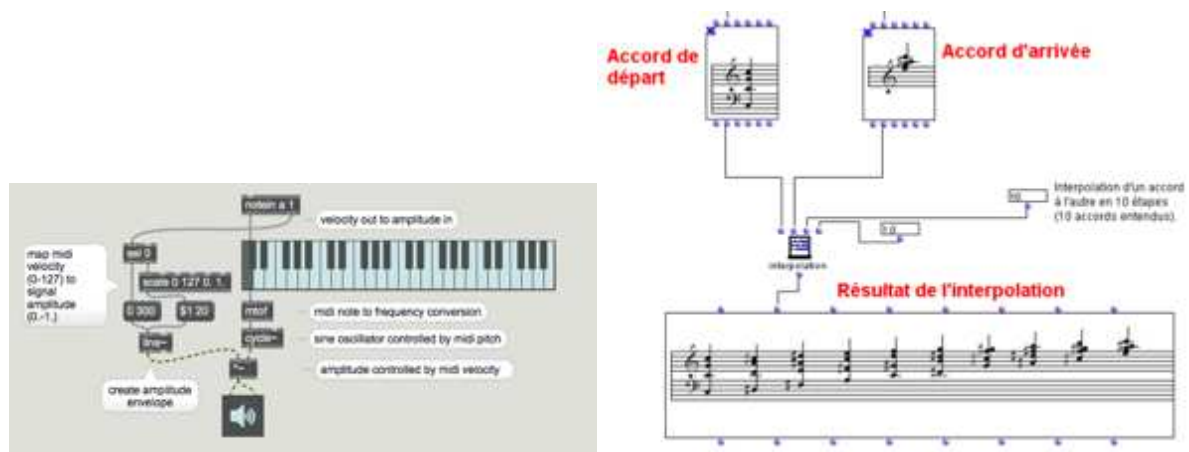 notein a 1
velocity out to amplitude in
map midi
velocity
(0-127) to
signal
amplitude
(0.-1.)
sel 0
scale 0 127 0. 1.
0 300
$1 20
mtof
midi note to frequency conversion
line~
cycle~
sine oscillator controlled by midi pitch
*~
amplitude controlled by midi velocity
create amplitude
envelope
Accord de
départ
Accord d'arrivée
10
Interpolation d'un accord
à l'autre en 10 étapes
(10 accords entendus).
interpolation
Résultat de l'interpolation